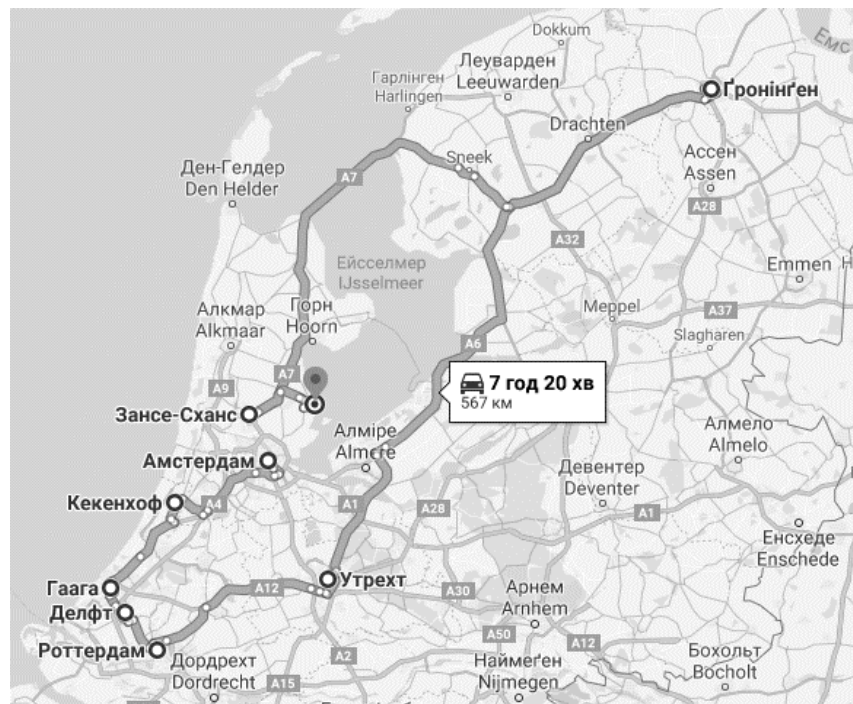 Dokkum
Емс
Леуварден
Leeuwarden
Гарлінген
Harlingen
Ґронінґен
Drachten
Sneek
Ассен
Assen
Ден-Гелдер
Den Helder
A7
A28
A32
Ейсселмер
IJsselmeer
Emmen
Горн
Hoorn
Алкмар
Alkmaar
Meppel
A37
Slagharen
A6
A7
A9
7 год 20 хв
567 км
Зансе-Сханс
Алміре
Almere
Алмело
Almelo
Амстердам
Девентер
Deventer
Кекенхоф
A4
A1
A28
A1
Енсхеде
Enschede
Утрехт
Гаага
A12
A30
Арнем
Arnhem
Делфт
A50
A12
Роттердам
A2
Дордрехт
Dordrecht
A15
Наймеґен
Nijmegen
Бохольт
Bocholt